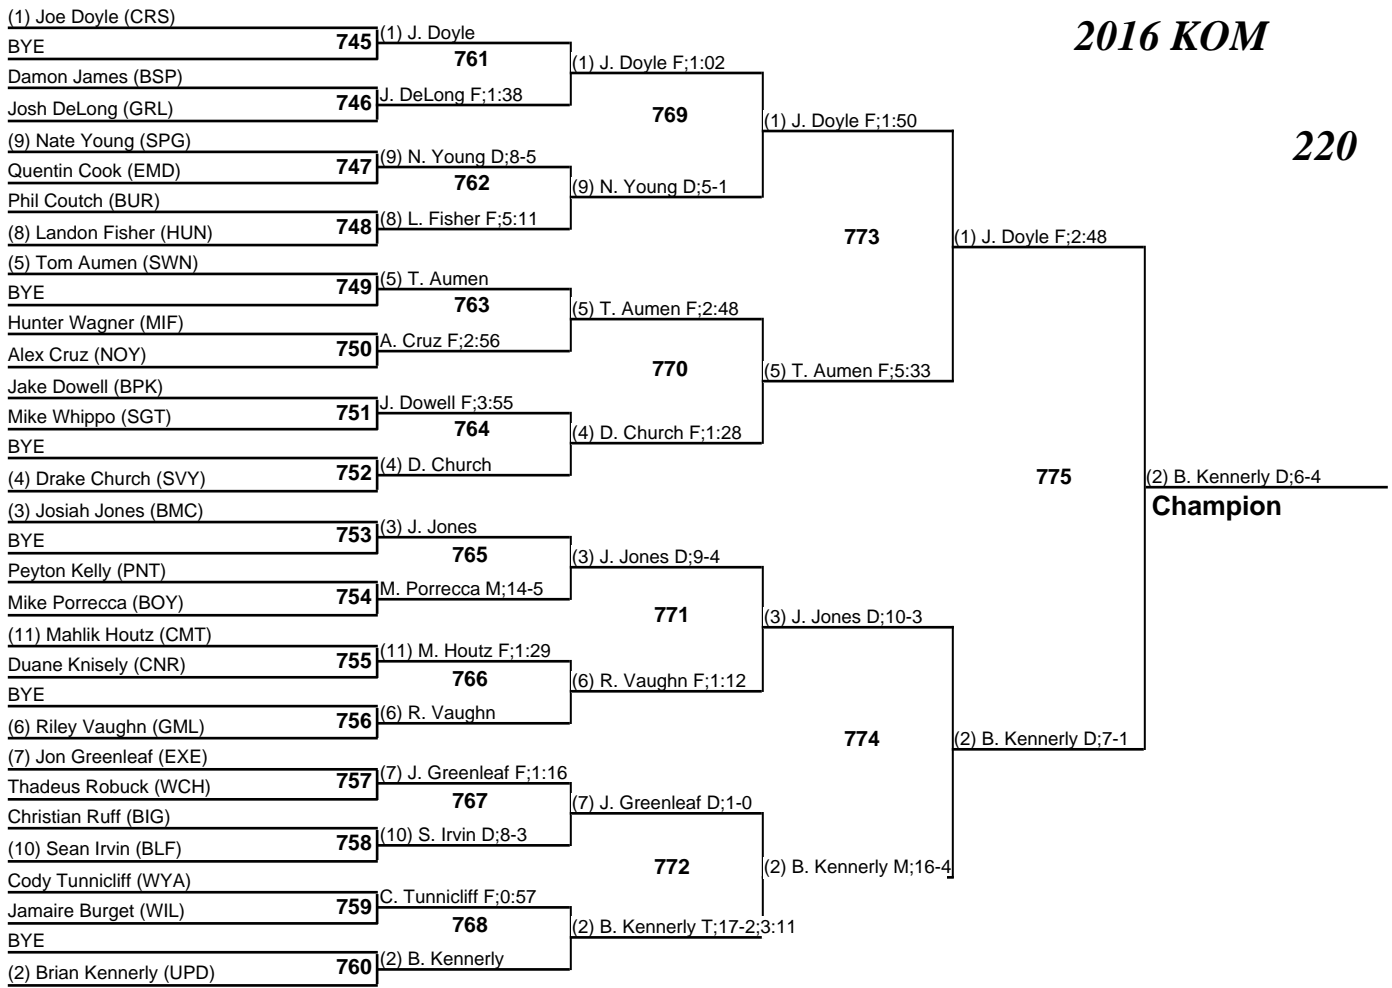 2016 KOM
220
(1) Joe Doyle (CRS)
BYE
Damon James (BSP)
Josh DeLong (GRL)
(9) Nate Young (SPG)
Quentin Cook (EMD)
Phil Coutch (BUR)
(8) Landon Fisher (HUN)
(5) Tom Aumen (SWN)
BYE
Hunter Wagner (MIF)
Alex Cruz (NOY)
Jake Dowell (BPK)
Mike Whippo (SGT)
BYE
(4) Drake Church (SVY)
(3) Josiah Jones (BMC)
BYE
Peyton Kelly (PNT)
Mike Porrecca (BOY)
(11) Mahlik Houtz (CMT)
Duane Knisely (CNR)
BYE
(6) Riley Vaughn (GML)
(7) Jon Greenleaf (EXE)
Thadeus Robuck (WCH)
Christian Ruff (BIG)
(10) Sean Irvin (BLF)
Cody Tunnicliff (WYA)
Jamaire Burget (WIL)
BYE
(2) Brian Kennerly (UPD)
745
746
747
748
749
750
751
752
753
754
755
756
757
758
759
760
(1) J. Doyle
761
J. DeLong F;1:38
(9) N. Young D;8-5
762
(8) L. Fisher F;5:11
(5) T. Aumen
763
A. Cruz F;2:56
J. Dowell F;3:55
764
(4) D. Church
(3) J. Jones
765
M. Porrecca M;14-5
(11) M. Houtz F;1:29
766
(6) R. Vaughn
(7) J. Greenleaf F;1:16
767
(10) S. Irvin D;8-3
C. Tunnicliff F;0:57
768
(2) B. Kennerly
(1) J. Doyle F;1:02
769
(9) N. Young D;5-1
(5) T. Aumen F;2:48
770
(4) D. Church F;1:28
(3) J. Jones D;9-4
771
(6) R. Vaughn F;1:12
(7) J. Greenleaf D;1-0
772
(2) B. Kennerly T;17-2;3:11
(1) J. Doyle F;1:50
773
(5) T. Aumen F;5:33
(3) J. Jones D;10-3
774
(2) B. Kennerly M;16-4
(1) J. Doyle F;2:48
775
(2) B. Kennerly D;7-1
(2) B. Kennerly D;6-4
Champion